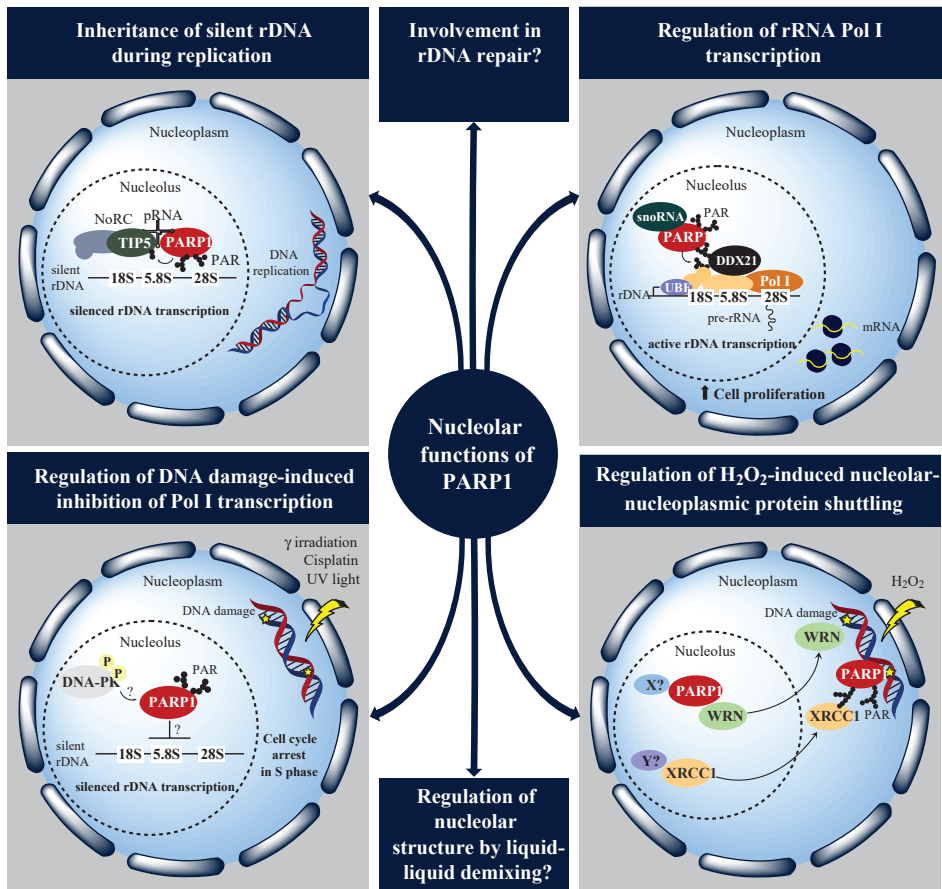 Inheritance of silent rDNA
during replication
Nucleoplasm
Nucleolus
NoRC
pRNA
TIP5
PARP1
PAR
silent
rDNA
18S 5.8S 28S
silenced rDNA transcription
DNA
replication
Involvement in
rDNA repair?
Regulation of rRNA Pol I
transcription
Nucleoplasm
Nucleolus
snoRNA
PAR
PARP
DDX21
UBF
Pol I
rDNA
18S 5.8S 28S
pre-rRNA
active rDNA transcription
mRNA
Cell proliferation
Nucleolar
functions of
PARP1
Regulation of DNA damage-induced
inhibition of Pol I transcription
γ irradiation
Cisplatin
UV light
Nucleoplasm
DNA damage
Nucleolus
P
P
DNA-PK
?
PAR
PARP1
?
silent
rDNA
18S 5.8S 28S
silenced rDNA transcription
Cell cycle
arrest
in S phase
Regulation of
nucleolar
structure by liquid-
liquid demixing?
Regulation of H₂O₂-induced nucleolar-
nucleoplasmic protein shuttling
Nucleoplasm
H₂O₂
DNA damage
WRN
Nucleolus
X?
PARP1
WRN
PARP
XRCC1
PAR
Y?
XRCC1